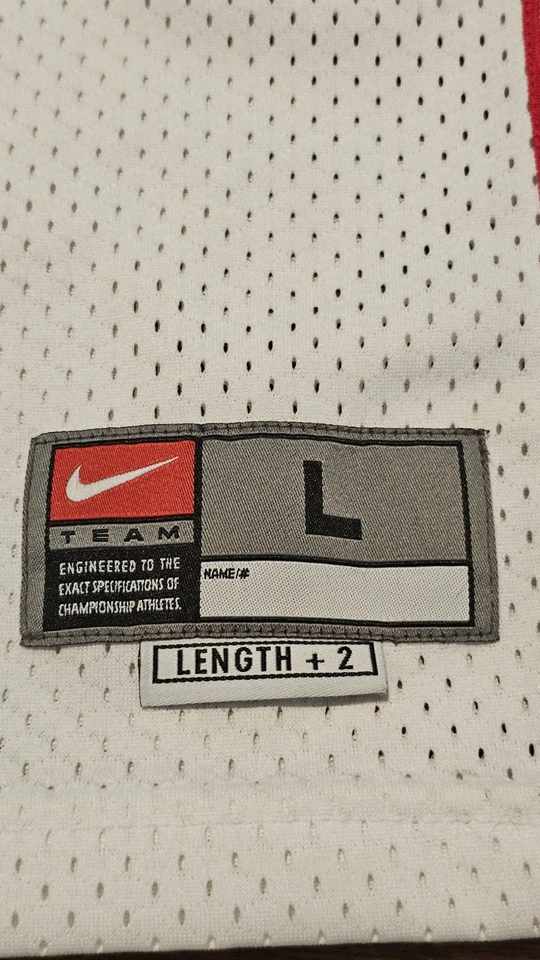 TEAM
ENGINEERED TO THE
EXACT SPECIFICATIONS OF
CHAMPIONSHIP ATHLETES.
L
NAME/#
LENGTH + 2